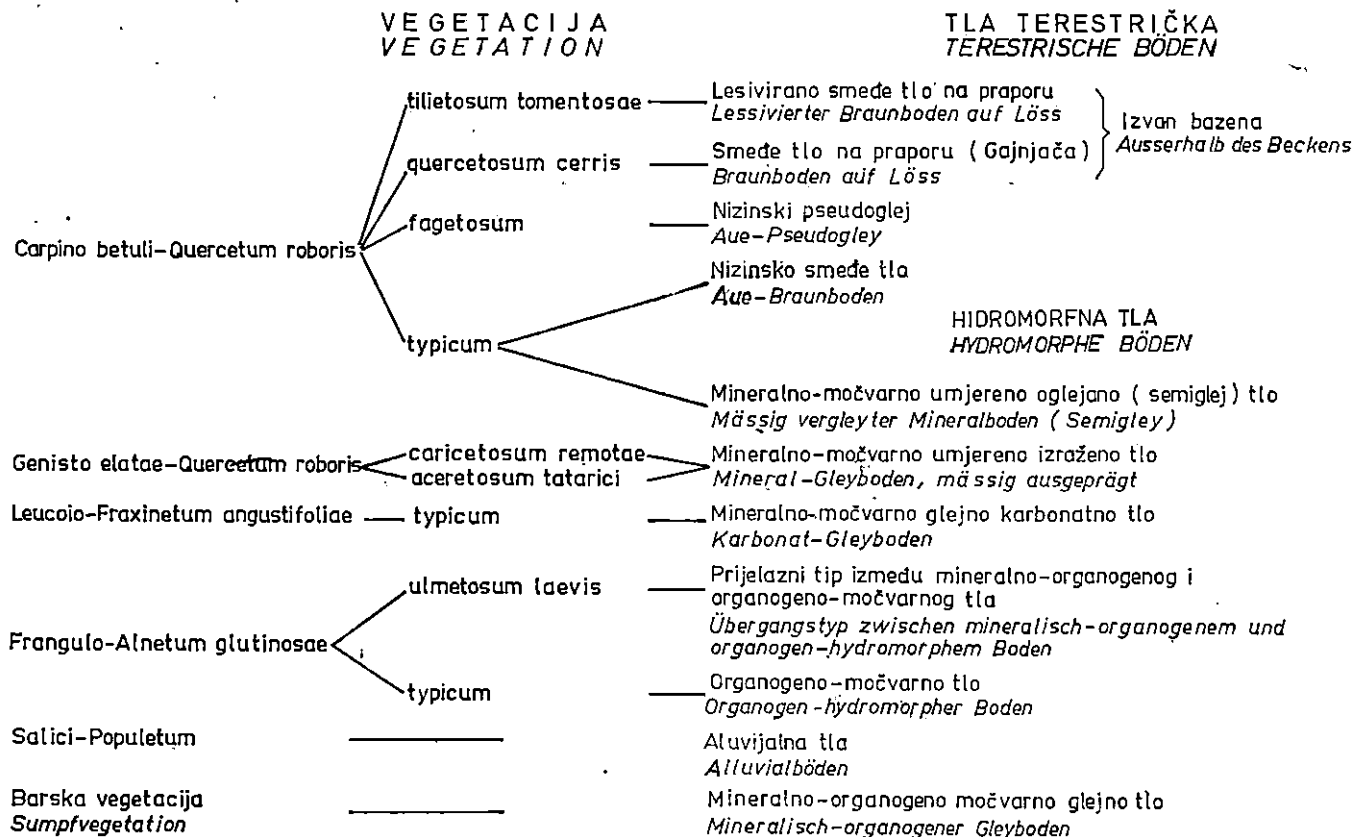 VEGETACIJA
VEGETATION
TLA TERESTRIČKA
TERESTRISCHE BÖDEN
tilietosum tomentosae
Lesivirano smeđe tlo na praporu
Lessivierter Braunboden auf Löss
Izvan bazena
Ausserhalb des Beckens
quercetosum cerris
Smeđe tlo na praporu (Gajnjača)
Braunboden auf Löss
fagetosum
Nizinski pseudoglej
Aue-Pseudogley
Carpino betuli-Quercetum roboris
Nizinsko smeđe tla
Aue-Braunboden
HIDROMORFNA TLA
HYDROMORPHE BÖDEN
typicum
Mineralno-močvarno umjereno oglejano (semiglej) tlo
Mässig vergleyter Mineralboden (Semigley)
Genisto elatae-Quercetum roboris
caricetosum remotae
aceretosum tatarici
Mineralno-močvarno umjereno izraženo tlo
Mineral-Gleyboden, mässig ausgeprägt
Leucoio-Fraxinetum angustifoliae
typicum
Mineralno-močvarno glejno karbonatno tlo
Karbonat-Gleyboden
ulmetosum laevis
Prijelazni tip između mineralno-organogenog i
organogeno-močvarnog tla
Übergangstyp zwischen mineralisch-organogenem und
organogen-hydromorphem Boden
Frangulo-Alnetum glutinosae
typicum
Organogeno-močvarno tlo
Organogen-hydromorpher Boden
Salici-Populetum
Aluvijalna tla
Alluvialböden
Barska vegetacija
Sumpfvegetation
Mineralno-organogeno močvarno glejno tlo
Mineralisch-organogener Gleyboden